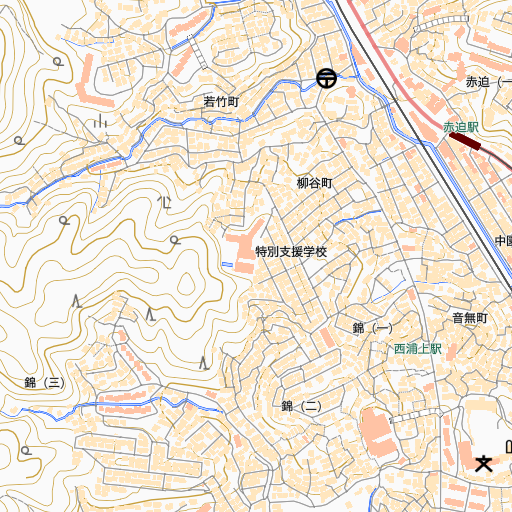 赤迫（一
若竹町
赤迫駅
柳谷町
中園
特別支援学校
音無町
錦（一）
西浦上駅
錦（三）
錦（二）